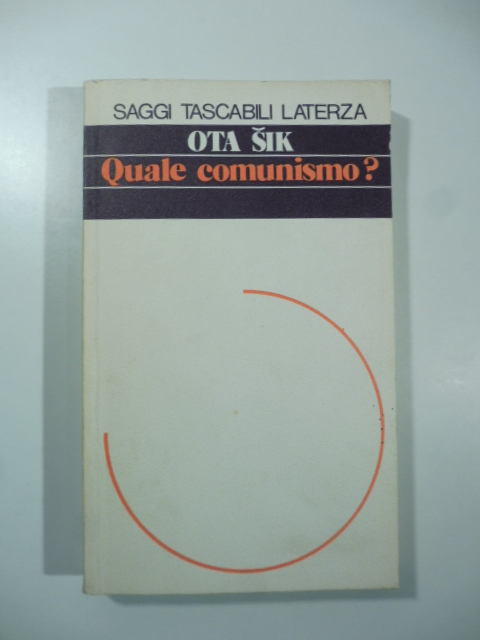 SAGGI TASCABILI LATERZA
OTA ŠIK
Quale comunismo?